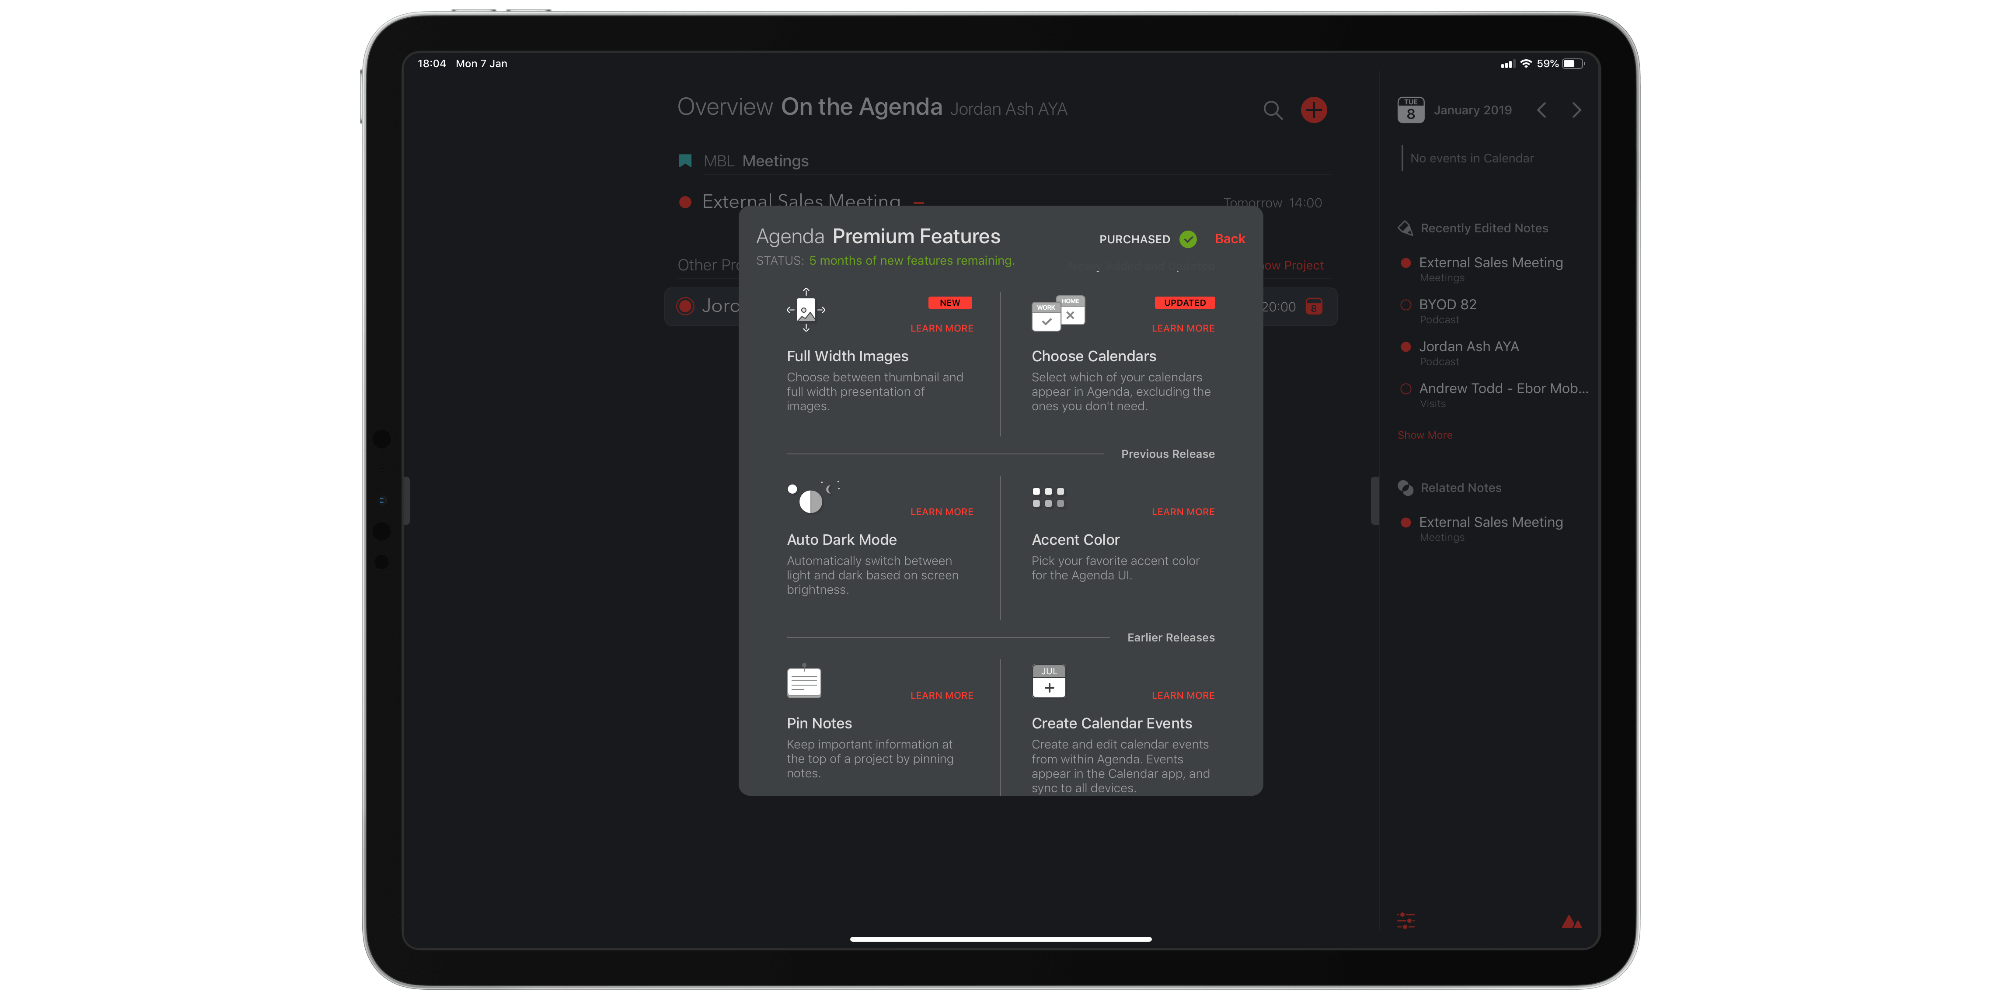 18:04 Mon 7 Jan
59%
Overview On the Agenda Jordan Ash AYA
MBL Meetings
External Sales Meeting
Tomorrow 14:00
Other Pro
ow Project
Jorc
20:00
8
Agenda Premium Features
PURCHASED
Back
STATUS: 5 months of new features remaining.
NEW
LEARN MORE
Full Width Images
Choose between thumbnail and
full width presentation of
images.
WORK
HOME
UPDATED
LEARN MORE
Choose Calendars
Select which of your calendars
appear in Agenda, excluding the
ones you don't need.
Previous Release
LEARN MORE
Auto Dark Mode
Automatically switch between
light and dark based on screen
brightness.
LEARN MORE
Accent Color
Pick your favorite accent color
for the Agenda UI.
Earlier Releases
LEARN MORE
Pin Notes
Keep important information at
the top of a project by pinning
notes.
JUL
LEARN MORE
Create Calendar Events
Create and edit calendar events
from within Agenda. Events
appear in the Calendar app, and
sync to all devices.
TUE
8
January 2019
No events in Calendar
Recently Edited Notes
External Sales Meeting
Meetings
BYOD 82
Podcast
Jordan Ash AYA
Podcast
Andrew Todd - Ebor Mob...
Visits
Show More
Related Notes
External Sales Meeting
Meetings